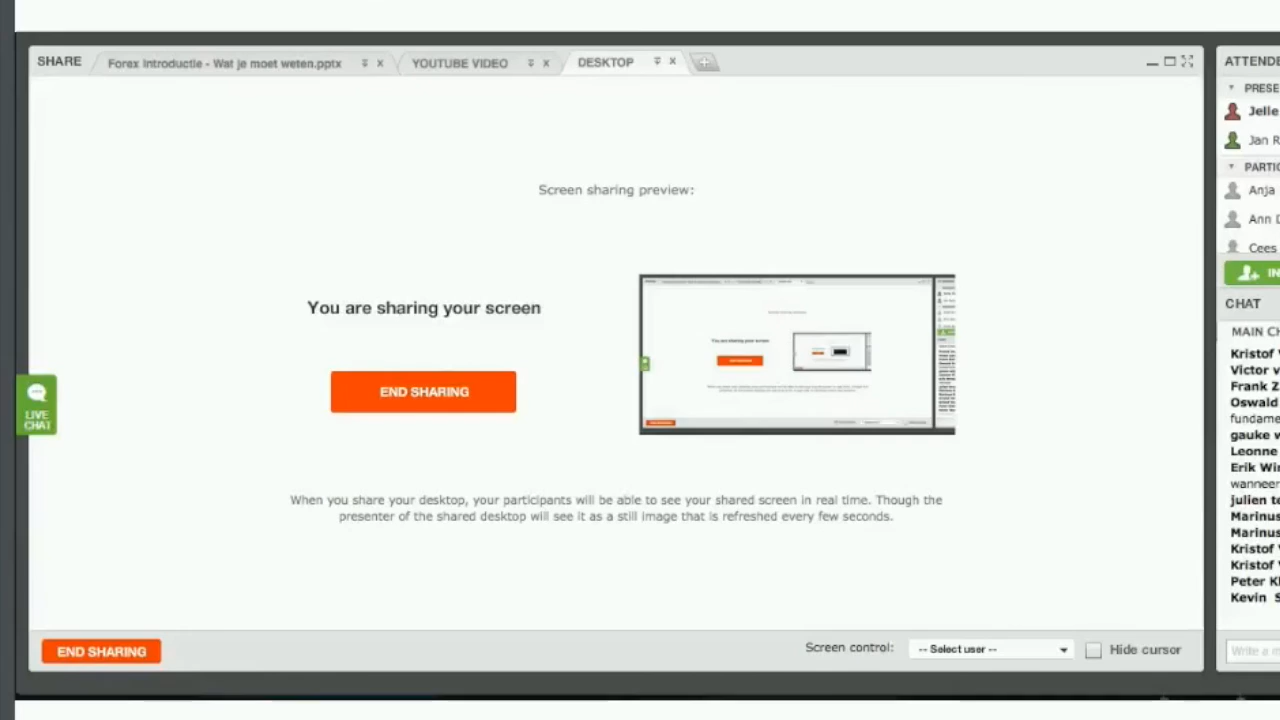 SHARE
Forex Introductie - Wat je moet weten.pptx
YOUTUBE VIDEO
DESKTOP
Screen sharing preview:
You are sharing your screen
END SHARING
LIVE
CHAT
When you share your desktop, your participants will be able to see your shared screen in real time. Though the
presenter of the shared desktop will see it as a still image that is refreshed every few seconds.
END SHARING
Screen control:
-- Select user --
Hide cursor
ATTENDE
PRESE
Jelle
Jan R
PARTIC
Anja
Ann D
Cees
IN
CHAT
MAIN CH
Kristof V
Victor v
Frank Z
Oswald
fundame
gauke w
Leonne
Erik Win
wanneer
julien te
Marinus
Marinus
Kristof V
Kristof V
Peter Kl
Kevin S
Write a m